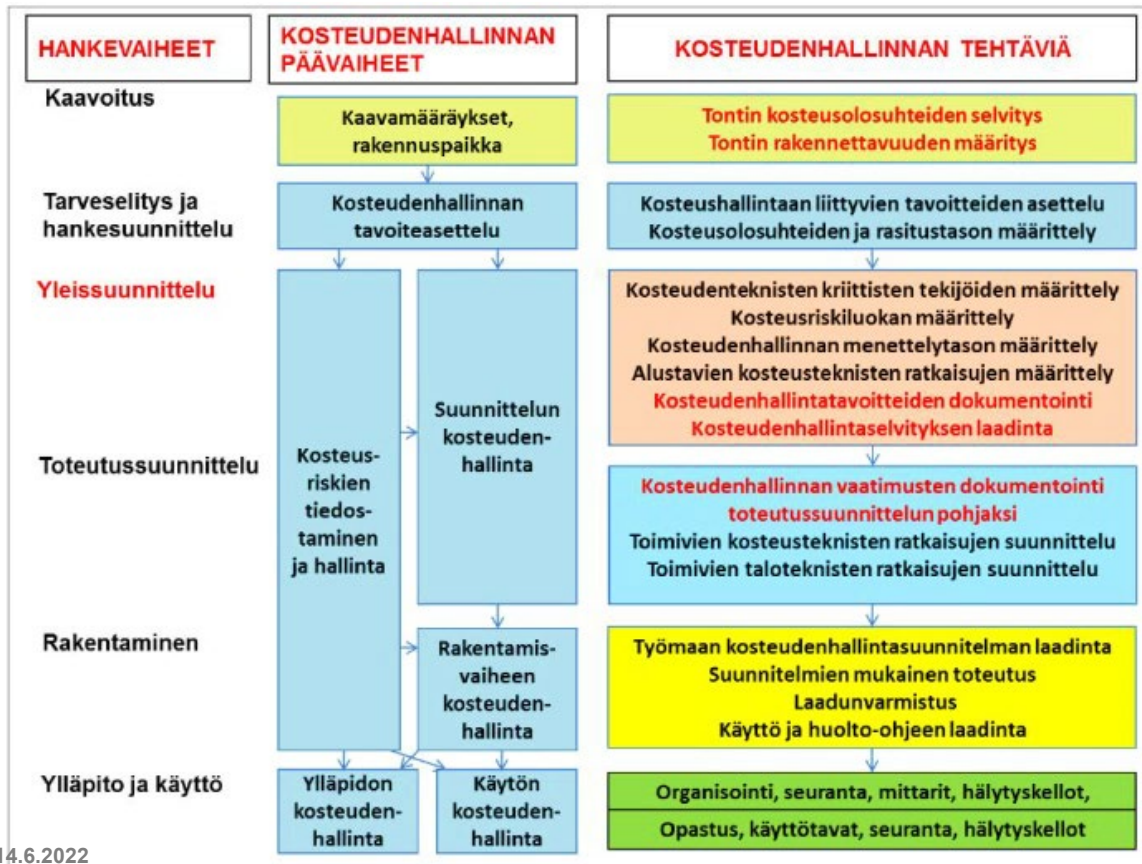 HANKEVAIHEET
KOSTEUDENHALLINNAN
PÄÄVAIHEET
KOSTEUDENHALLINNAN TEHTÄVIÄ
Kaavoitus
Kaavamääräykset,
rakennuspaikka
Tontin kosteusolosuhteiden selvitys
Tontin rakennettavuuden määritys
Tarveselitys ja
hankesuunnittelu
Kosteudenhallinnan
tavoiteasettelu
Kosteushallintaan liittyvien tavoitteiden asettelu
Kosteusolosuhteiden ja rasitustason määrittely
Yleissuunnittelu
Kosteudenteknisten kriittisten tekijöiden määrittely
Kosteusriskiluokan määrittely
Kosteudenhallinnan menettelytason määrittely
Alustavien kosteusteknisten ratkaisujen määrittely
Kosteudenhallintatavoitteiden dokumentointi
Kosteudenhallintaselvityksen laadinta
Kosteus-
riskien
tiedos-
taminen
ja hallinta
Suunnittelun
kosteuden-
hallinta
Toteutussuunnittelu
Kosteudenhallinnan vaatimusten dokumentointi
toteutussuunnittelun pohjaksi
Toimivien kosteusteknisten ratkaisujen suunnittelu
Toimivien taloteknisten ratkaisujen suunnittelu
Rakentaminen
Rakentamis-
vaiheen
kosteuden-
hallinta
Työmaan kosteudenhallintasuunnitelman laadinta
Suunnitelmien mukainen toteutus
Laadunvarmistus
Käyttö ja huolto-ohjeen laadinta
Ylläpito ja käyttö
Ylläpidon
kosteuden-
hallinta
Käytön
kosteuden-
hallinta
Organisointi, seuranta, mittarit, hälytyskellot,
Opastus, käyttötavat, seuranta, hälytyskellot
14.6.2022